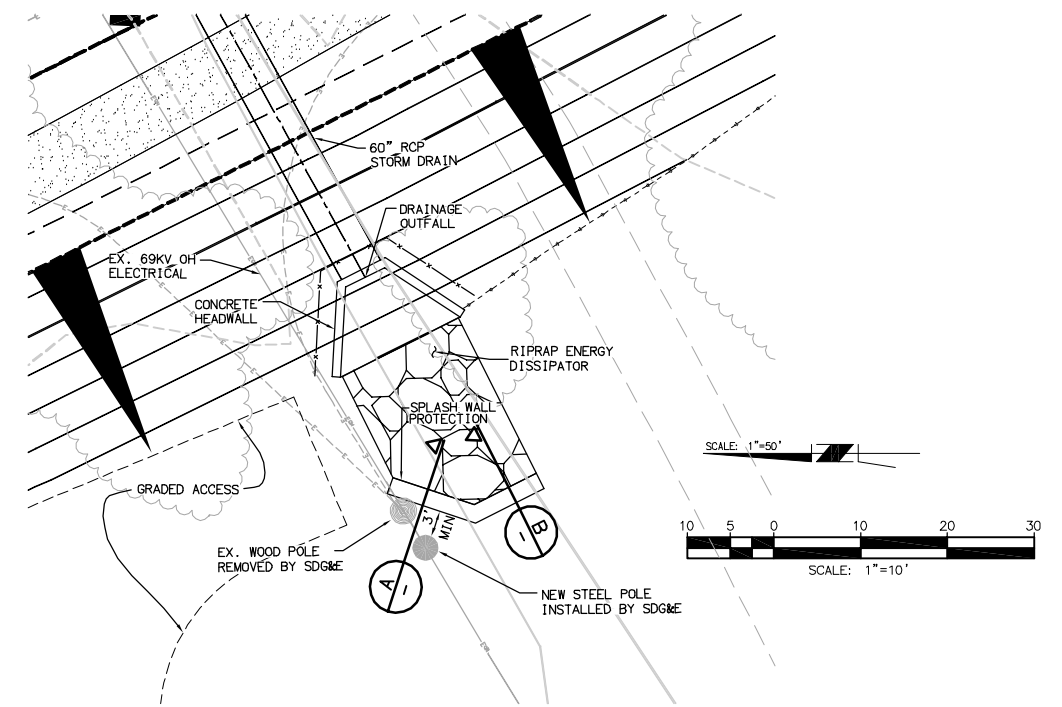 60" RCP
STORM DRAIN
DRAINAGE
OUTFALL
EX. 69KV OH
ELECTRICAL
CONCRETE
HEADWALL
RIPRAP ENERGY
DISSIPATOR
SPLASH WALL
PROTECTION
SCALE: 1"=50'
GRADED ACCESS
3'
MIN
B
-
10 5 0 10 20 30
SCALE: 1"=10'
EX. WOOD POLE
REMOVED BY SDG&E
A
-
NEW STEEL POLE
INSTALLED BY SDG&E